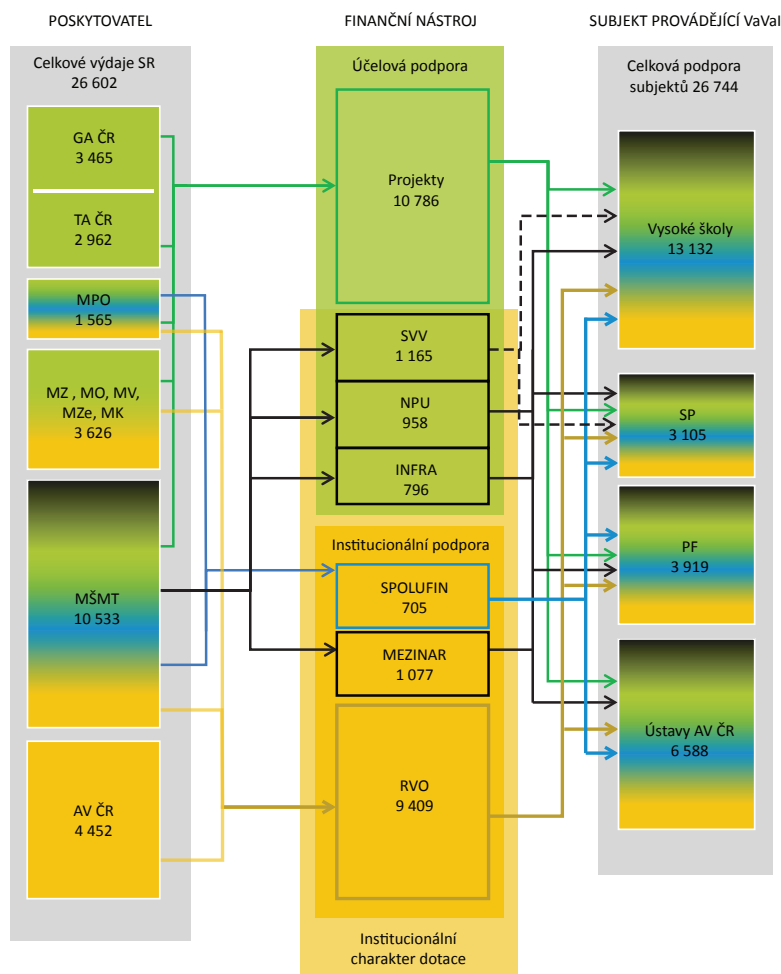 POSKYTOVATEL
Celkové výdaje SR
26 602
GA ČR
3 465
TA ČR
2 962
MPO
1 565
MZ , MO, MV,
MZe, MK
3 626
MŠMT
10 533
AV ČR
4 452
FINANČNÍ NÁSTROJ
Účelová podpora
Projekty
10 786
SVV
1 165
NPU
958
INFRA
796
Institucionální podpora
SPOLUFIN
705
MEZINAR
1 077
RVO
9 409
Institucionální
charakter dotace
SUBJEKT PROVÁDĚJÍCÍ VaVaI
Celková podpora
subjektů 26 744
Vysoké školy
13 132
SP
3 105
PF
3 919
Ústavy AV ČR
6 588